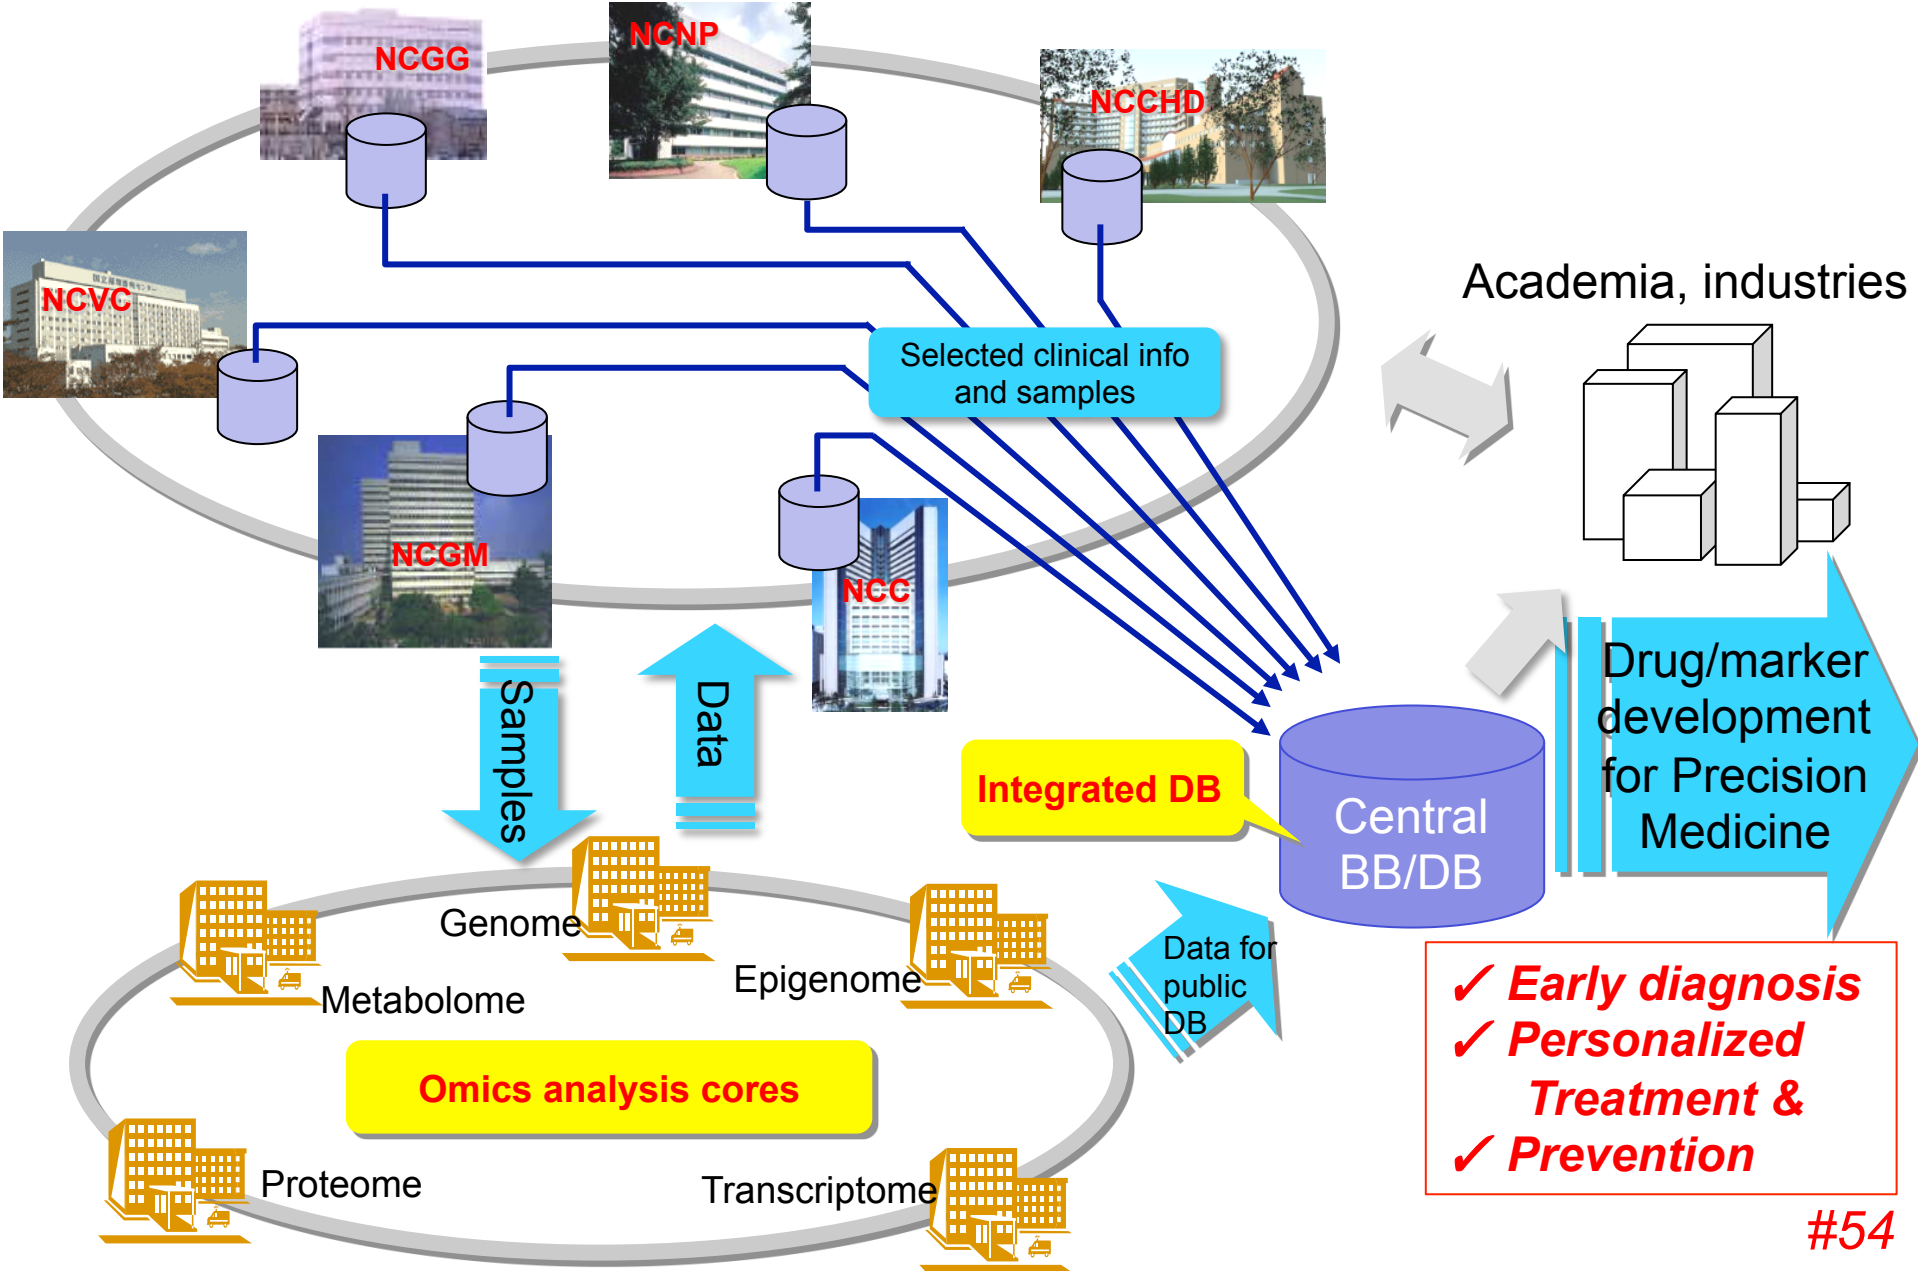 NCGG
NCNP
NCCHD
NCVC
Academia, industries
Selected clinical info
and samples
NCGM
NCC
Samples
Data
Drug/marker
development
for Precision
Medicine
Integrated DB
Central
BB/DB
Genome
Metabolome
Epigenome
Data for
public
DB
Omics analysis cores
Proteome
Transcriptome
✓ Early diagnosis
✓ Personalized
Treatment &
✓ Prevention
#54